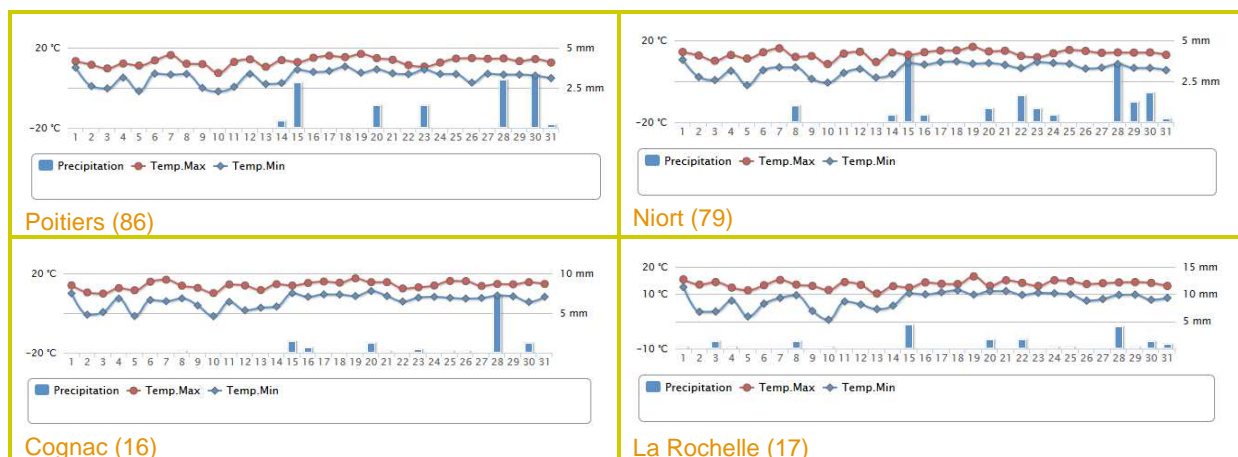 20 °C
5 mm
2.5 mm
-20 °C
1 2 3 4 5 6 7 8 9 10 11 12 13 14 15 16 17 18 19 20 21 22 23 24 25 26 27 28 29 30 31
Precipitation Temp.Max Temp.Min
Poitiers (86)
20 °C
5 mm
2.5 mm
-20 °C
1 2 3 4 5 6 7 8 9 10 11 12 13 14 15 16 17 18 19 20 21 22 23 24 25 26 27 28 29 30 31
Precipitation Temp.Max Temp.Min
Niort (79)
20 °C
10 mm
5 mm
-20 °C
1 2 3 4 5 6 7 8 9 10 11 12 13 14 15 16 17 18 19 20 21 22 23 24 25 26 27 28 29 30 31
Precipitation Temp.Max Temp.Min
Cognac (16)
20 °C
15 mm
10 °C
10 mm
5 mm
-10 °C
1 2 3 4 5 6 7 8 9 10 11 12 13 14 15 16 17 18 19 20 21 22 23 24 25 26 27 28 29 30 31
Precipitation Temp.Max Temp.Min
La Rochelle (17)